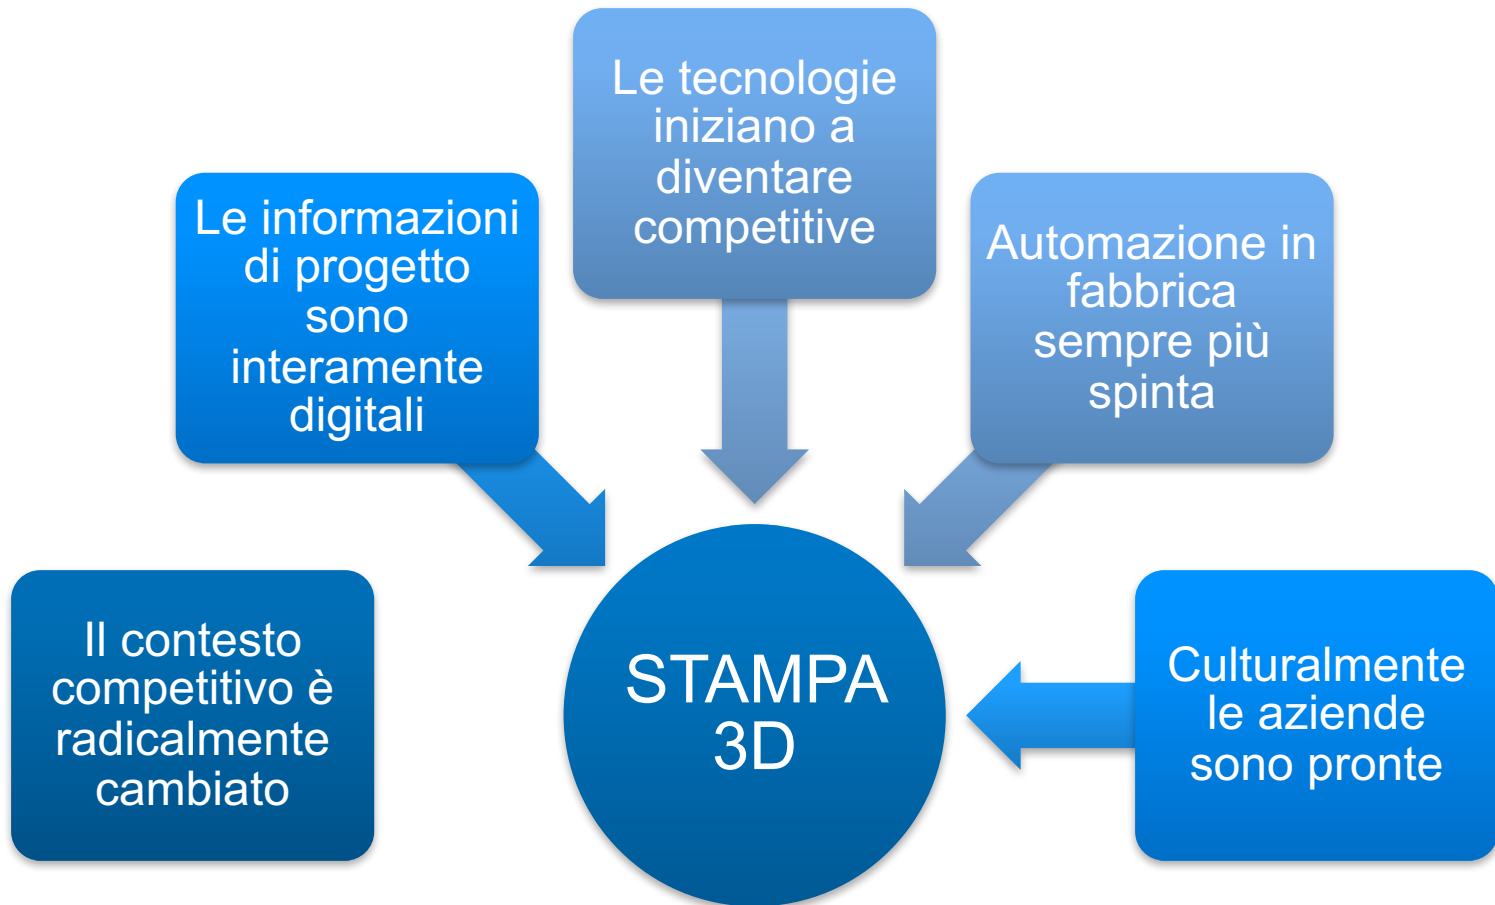 Le tecnologie
iniziano a
diventare
competitive
Le informazioni
di progetto
sono
interamente
digitali
Automazione in
fabbrica
sempre più
spinta
Il contesto
competitivo è
radicalmente
cambiato
STAMPA
3D
Culturalmente
le aziende
sono pronte